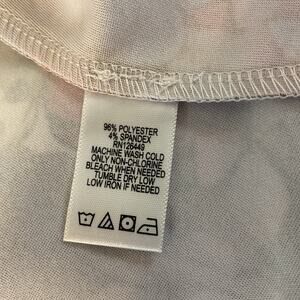 96% POLYESTER
4% SPANDEX
RN126449
MACHINE WASH COLD
ONLY NON-CHLORINE
BLEACH WHEN NEEDED
TUMBLE DRY LOW
LOW IRON IF NEEDED